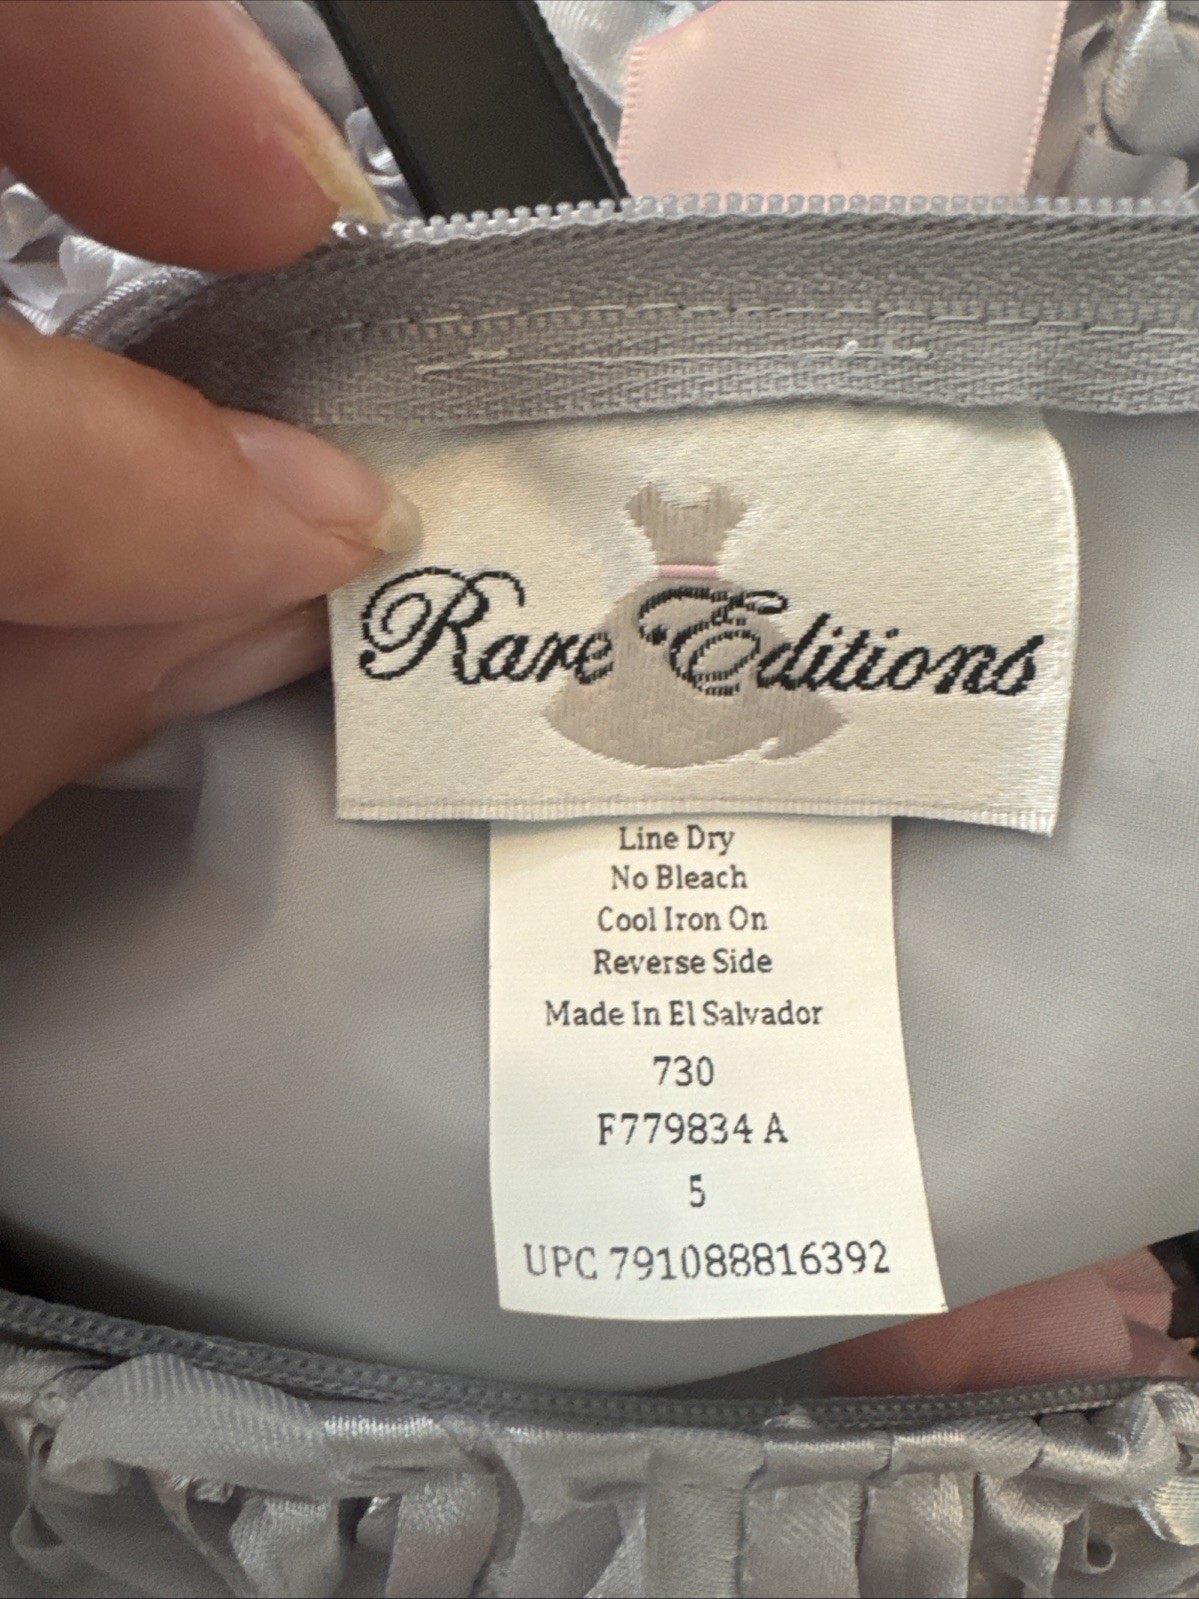 Rare Editions
Line Dry
No Bleach
Cool Iron On
Reverse Side
Made In El Salvador
730
F779834 A
5
UPC 791088816392